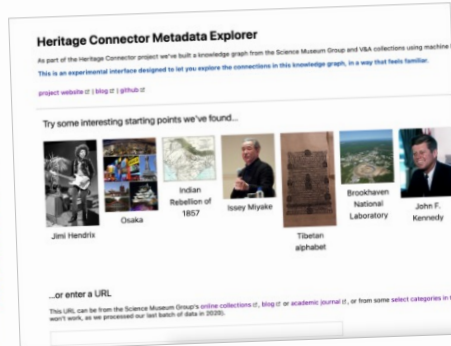 Heritage Connector Metadata Explorer
As part of the Heritage Connector project we've built a knowledge graph from the Science Museum Group and V&A collections using machine
This is an experimental interface designed to let you explore the connections in this knowledge graph, in a way that feels familiar.
project website | blog | github
Try some interesting starting points we've found...
Jimi Hendrix
Osaka
Indian
Rebellion of
1857
Issey Miyake
Tibetan
alphabet
Brookhaven
National
Laboratory
John F.
Kennedy
...or enter a URL
This URL can be from the Science Museum Group's online collections, blog or academic journal, or from some select categories in
won't work, as we processed our last batch of data in 2020).